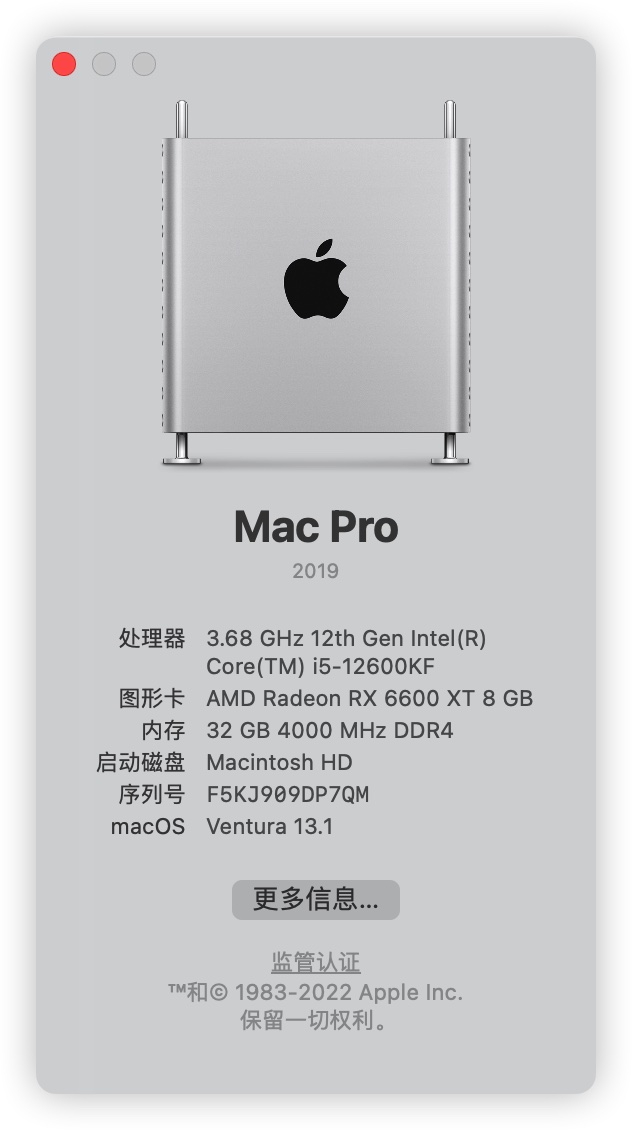 Mac Pro
2019
处理器 3.68 GHz 12th Gen Intel(R)
Core(TM) i5-12600KF
图形卡 AMD Radeon RX 6600 XT 8 GB
内存 32 GB 4000 MHz DDR4
启动磁盘 Macintosh HD
序列号 F5KJ909DP7QM
macOS Ventura 13.1
更多信息...
监管认证
™和© 1983-2022 Apple Inc.
保留一切权利。